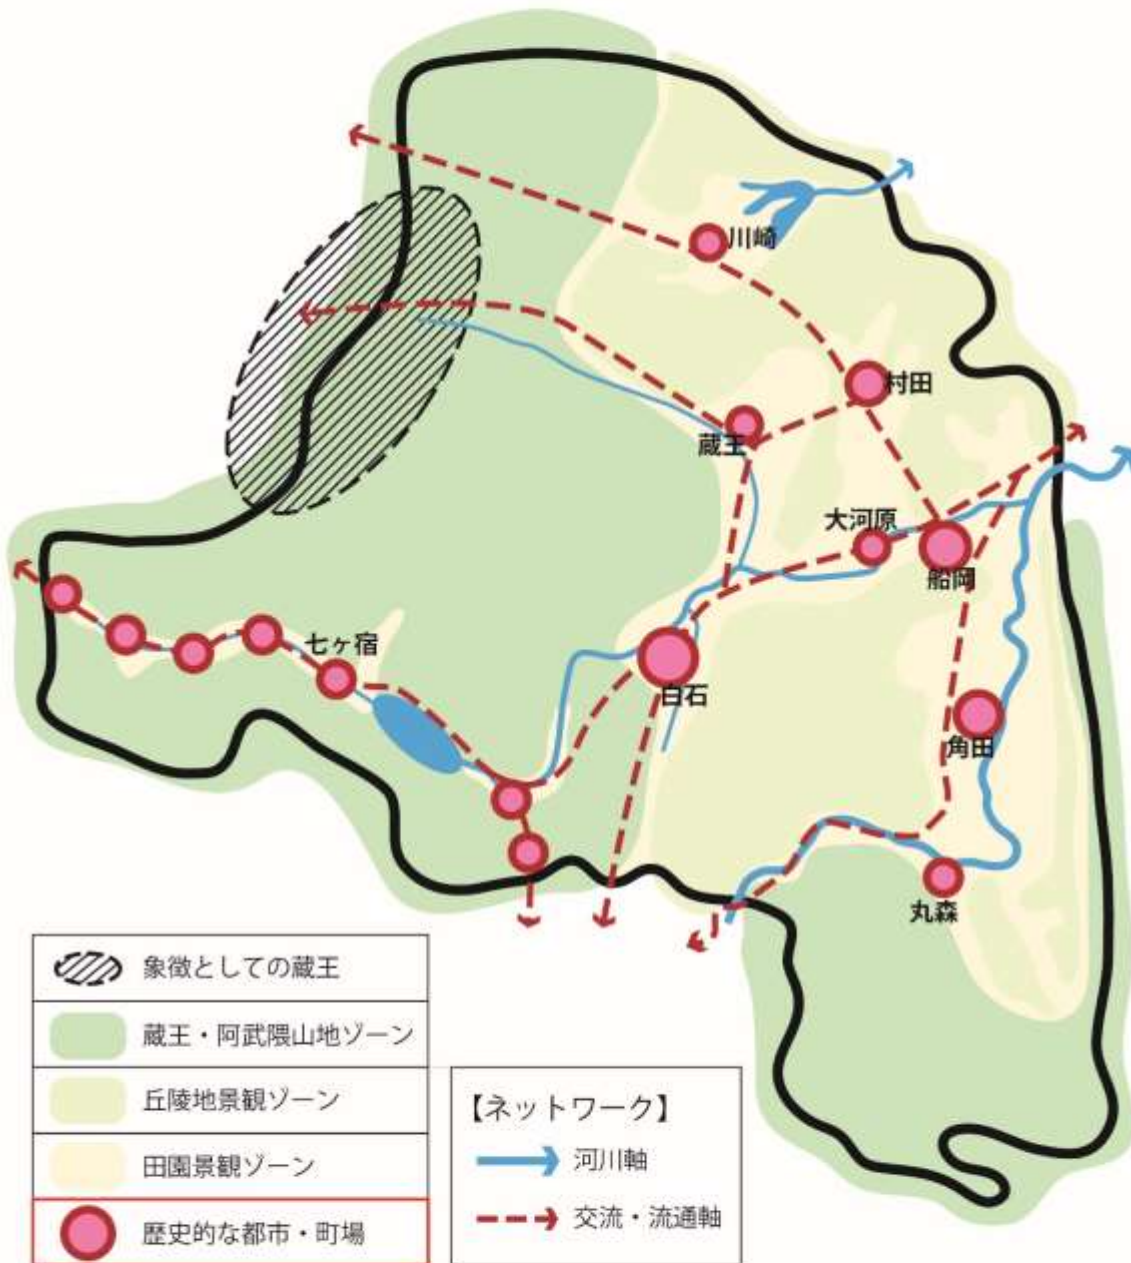 川崎
村田
蔵王
大河原
船岡
七ヶ宿
白石
角田
丸森
象徴としての蔵王
蔵王・阿武隈山地ゾーン
丘陵地景観ゾーン
田園景観ゾーン
歴史的な都市・町場
【ネットワーク】
河川軸
交流・流通軸